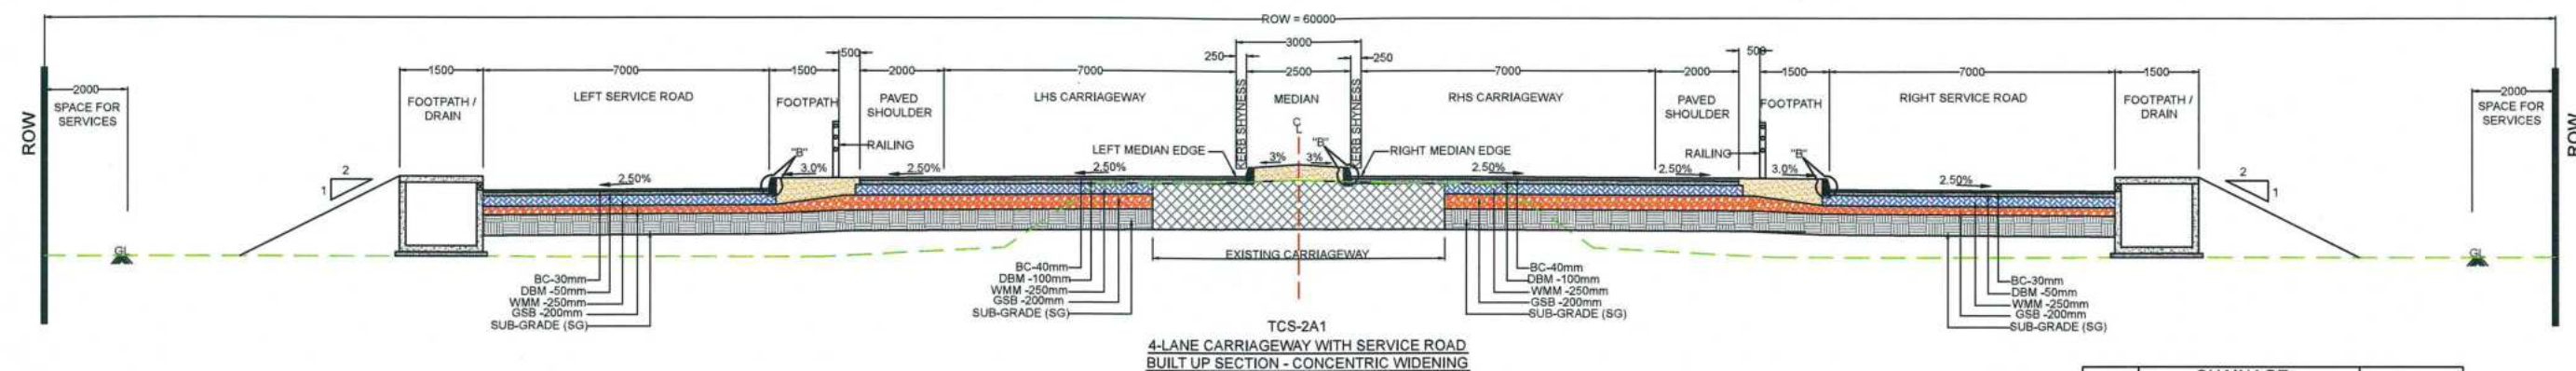 ROW = 60000
3000
500
250
250
500
1500
7000
1500
2000
7000
2500
7000
2000
1500
7000
1500
2000
2000
ROW
SPACE FOR
SERVICES
FOOTPATH /
DRAIN
LEFT SERVICE ROAD
FOOTPATH
PAVED
SHOULDER
LHS CARRIAGEWAY
KERB SHYNESS
MEDIAN
KERB SHYNESS
RHS CARRIAGEWAY
PAVED
SHOULDER
FOOTPATH
RIGHT SERVICE ROAD
FOOTPATH /
DRAIN
SPACE FOR
SERVICES
ROW
CL
"B"
RAILING
LEFT MEDIAN EDGE
"B"
RIGHT MEDIAN EDGE
RAILING
"B"
2
1
2.50%
3.0%
2.50%
2.50%
3%
3%
2.50%
2.50%
3.0%
2.50%
2
1
GL
EXISTING CARRIAGEWAY
GL
BC-30mm
DBM -50mm
WMM -250mm
GSB -200mm
SUB-GRADE (SG)
BC-40mm
DBM -100mm
WMM -250mm
GSB -200mm
SUB-GRADE (SG)
BC-40mm
DBM -100mm
WMM -250mm
GSB -200mm
SUB-GRADE (SG)
BC-30mm
DBM -50mm
WMM -250mm
GSB -200mm
SUB-GRADE (SG)
TCS-2A1
4-LANE CARRIAGEWAY WITH SERVICE ROAD
BUILT UP SECTION - CONCENTRIC WIDENING
CHAINAGE